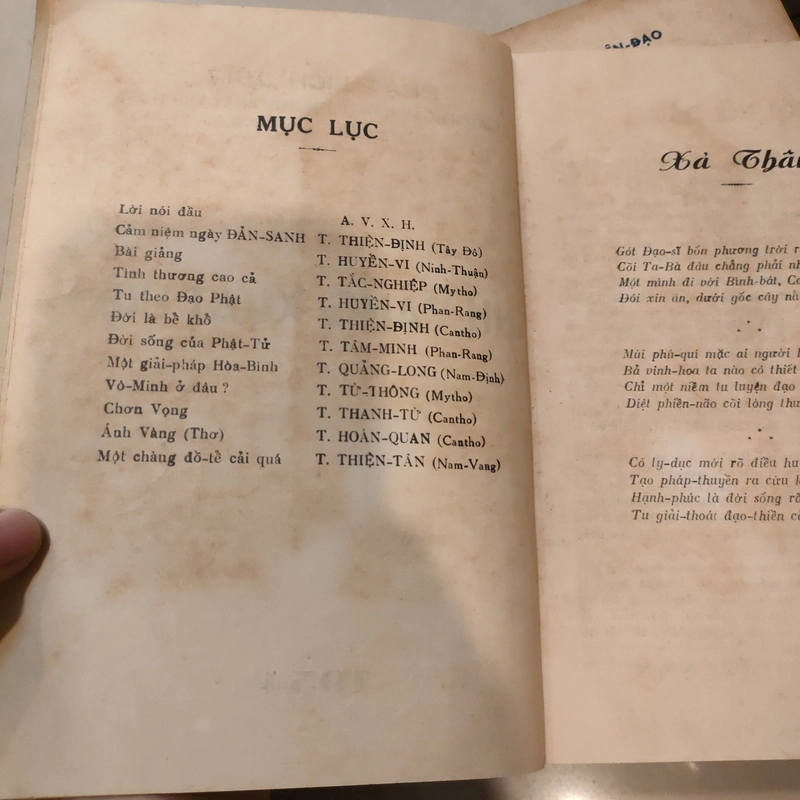 MỤC LỤC
Lời nói đầu A. V. X. H.
Cảm niệm ngày ĐẢN-SANH T. THIỆN-ĐỊNH (Tây Đô)
Bài giảng T. HUYỀN-VI (Ninh-Thuận)
Tình thương cao cả T. TẮC-NGHIỆP (Mytho)
Tu theo Đạo Phật T. HUYỀN-VI (Phan-Rang)
Đời là bể khổ T. THIỆN-ĐỊNH (Cantho)
Đời sống của Phật-Tử T. TÂM-MINH (Phan-Rang)
Một giải-pháp Hòa-Bình T. QUẢNG-LONG (Nam-Định)
Vô-Minh ở đâu ? T. TỪ-THÔNG (Mytho)
Chơn Vọng T. THANH-TỪ (Cantho)
Ánh Vàng (Thơ) T. HOÀN-QUAN (Cantho)
Một chàng đồ-tể cải quá T. THIỆN-TÂN (Nam-Vang)
ĐẠO
Xả
Gót Đạo-sĩ bốn phương trời
Cõi Ta-Bà đâu chẳng phải
Một mình đi với Bình-bát,
Đói xin ăn, dưới gốc cây
Mùi phú-quí mặc ai người
Bả vinh-hoa ta nào có thiết
Chỉ một niềm tu luyện đạo
Diệt phiền-não cõi lòng
Có ly-dục mới rõ điều
Tạo pháp-thuyền ra cứu
Hạnh-phúc là đời sống
Tu giải-thoát đạo-thiền